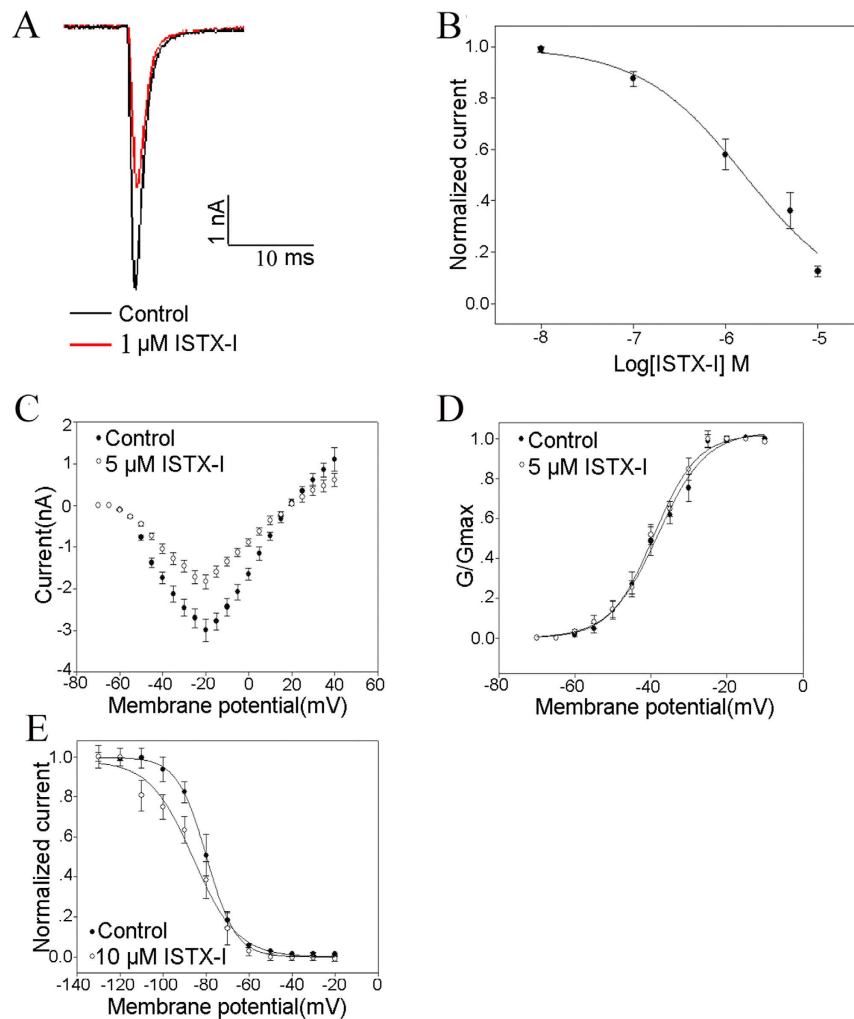 A
1 nA
10 ms
Control
1 µM ISTX-I
B
Normalized current
1.0
.8
.6
.4
.2
0.0
-8
-7
-6
-5
Log[ISTX-I] M
C
Control
5 µM ISTX-I
Current(nA)
2
1
0
-1
-2
-3
-4
-80
-60
-40
-20
0
20
40
60
Membrane potential(mV)
D
Control
5 µM ISTX-I
G/Gmax
1.0
.8
.6
.4
.2
0.0
-80
-60
-40
-20
0
Membrane potential(mV)
E
Normalized current
1.0
.8
.6
.4
.2
0.0
Control
10 µM ISTX-I
-140
-120
-100
-80
-60
-40
-20
0
Membrane potential(mV)